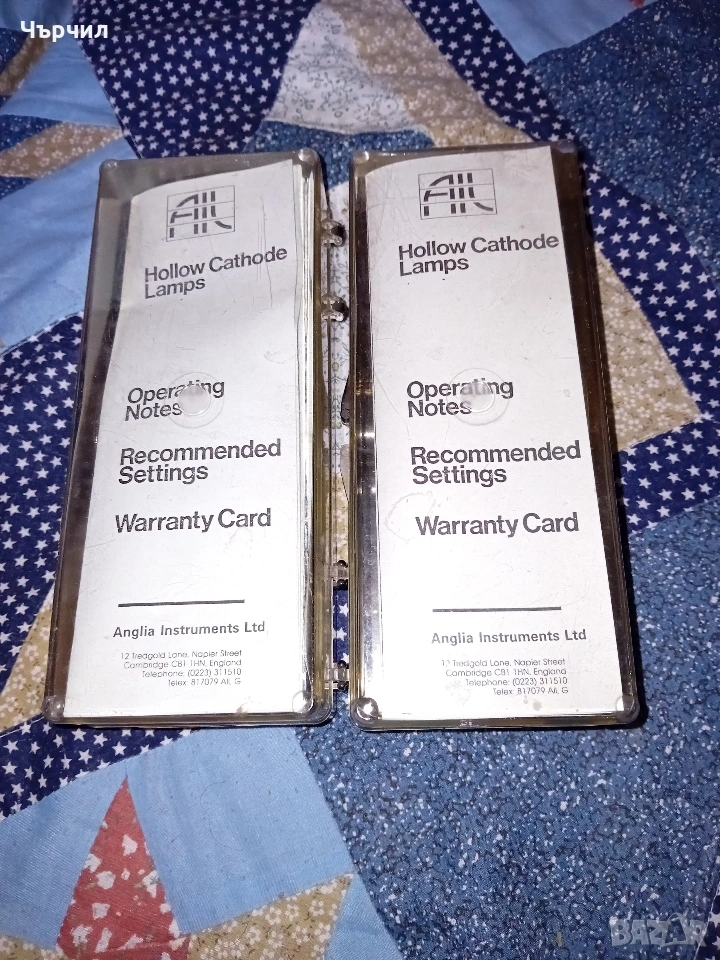 Чърчил
AIL
Hollow Cathode
Lamps
Operating
Notes
Recommended
Settings
Warranty Card
Anglia Instruments Ltd
12 Tredgold Lane, Napier Street
Cambridge CB1 1HN, England
Telephone: (0223) 311510
Telex: 817079 AIL G
AIL
Hollow Cathode
Lamps
Operating
Notes
Recommended
Settings
Warranty Card
Anglia Instruments Ltd
12 Tredgold Lane, Napier Street
Cambridge CB1 1HN, England
Telephone: (0223) 311510
Telex: 817079 AIL G
BAZAR